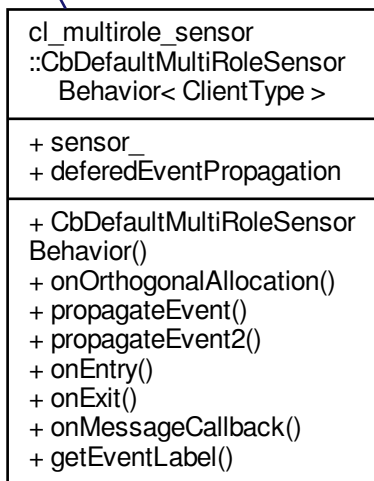 cl_multirole_sensor
::CbDefaultMultiRoleSensor
Behavior< ClientType >
+ sensor_
+ deferedEventPropagation
+ CbDefaultMultiRoleSensor
Behavior()
+ onOrthogonalAllocation()
+ propagateEvent()
+ propagateEvent2()
+ onEntry()
+ onExit()
+ onMessageCallback()
+ getEventLabel()